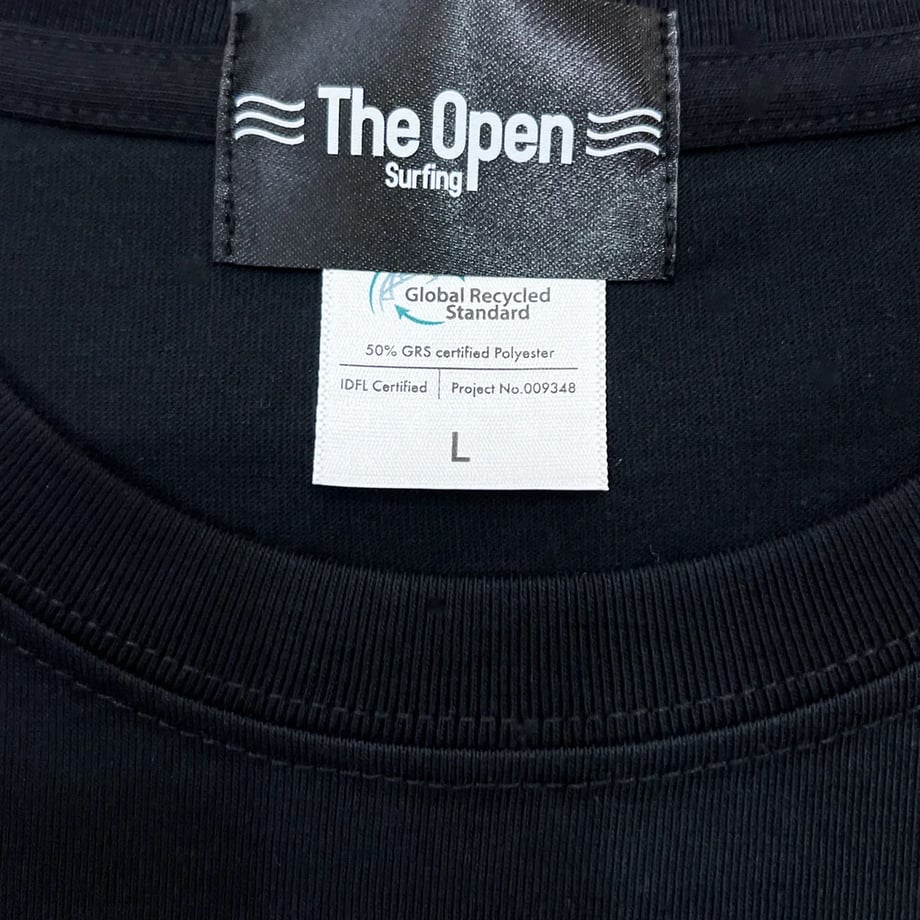 The Open
Surfing
Global Recycled
Standard
50% GRS certified Polyester
IDFL Certified | Project No.009348
L